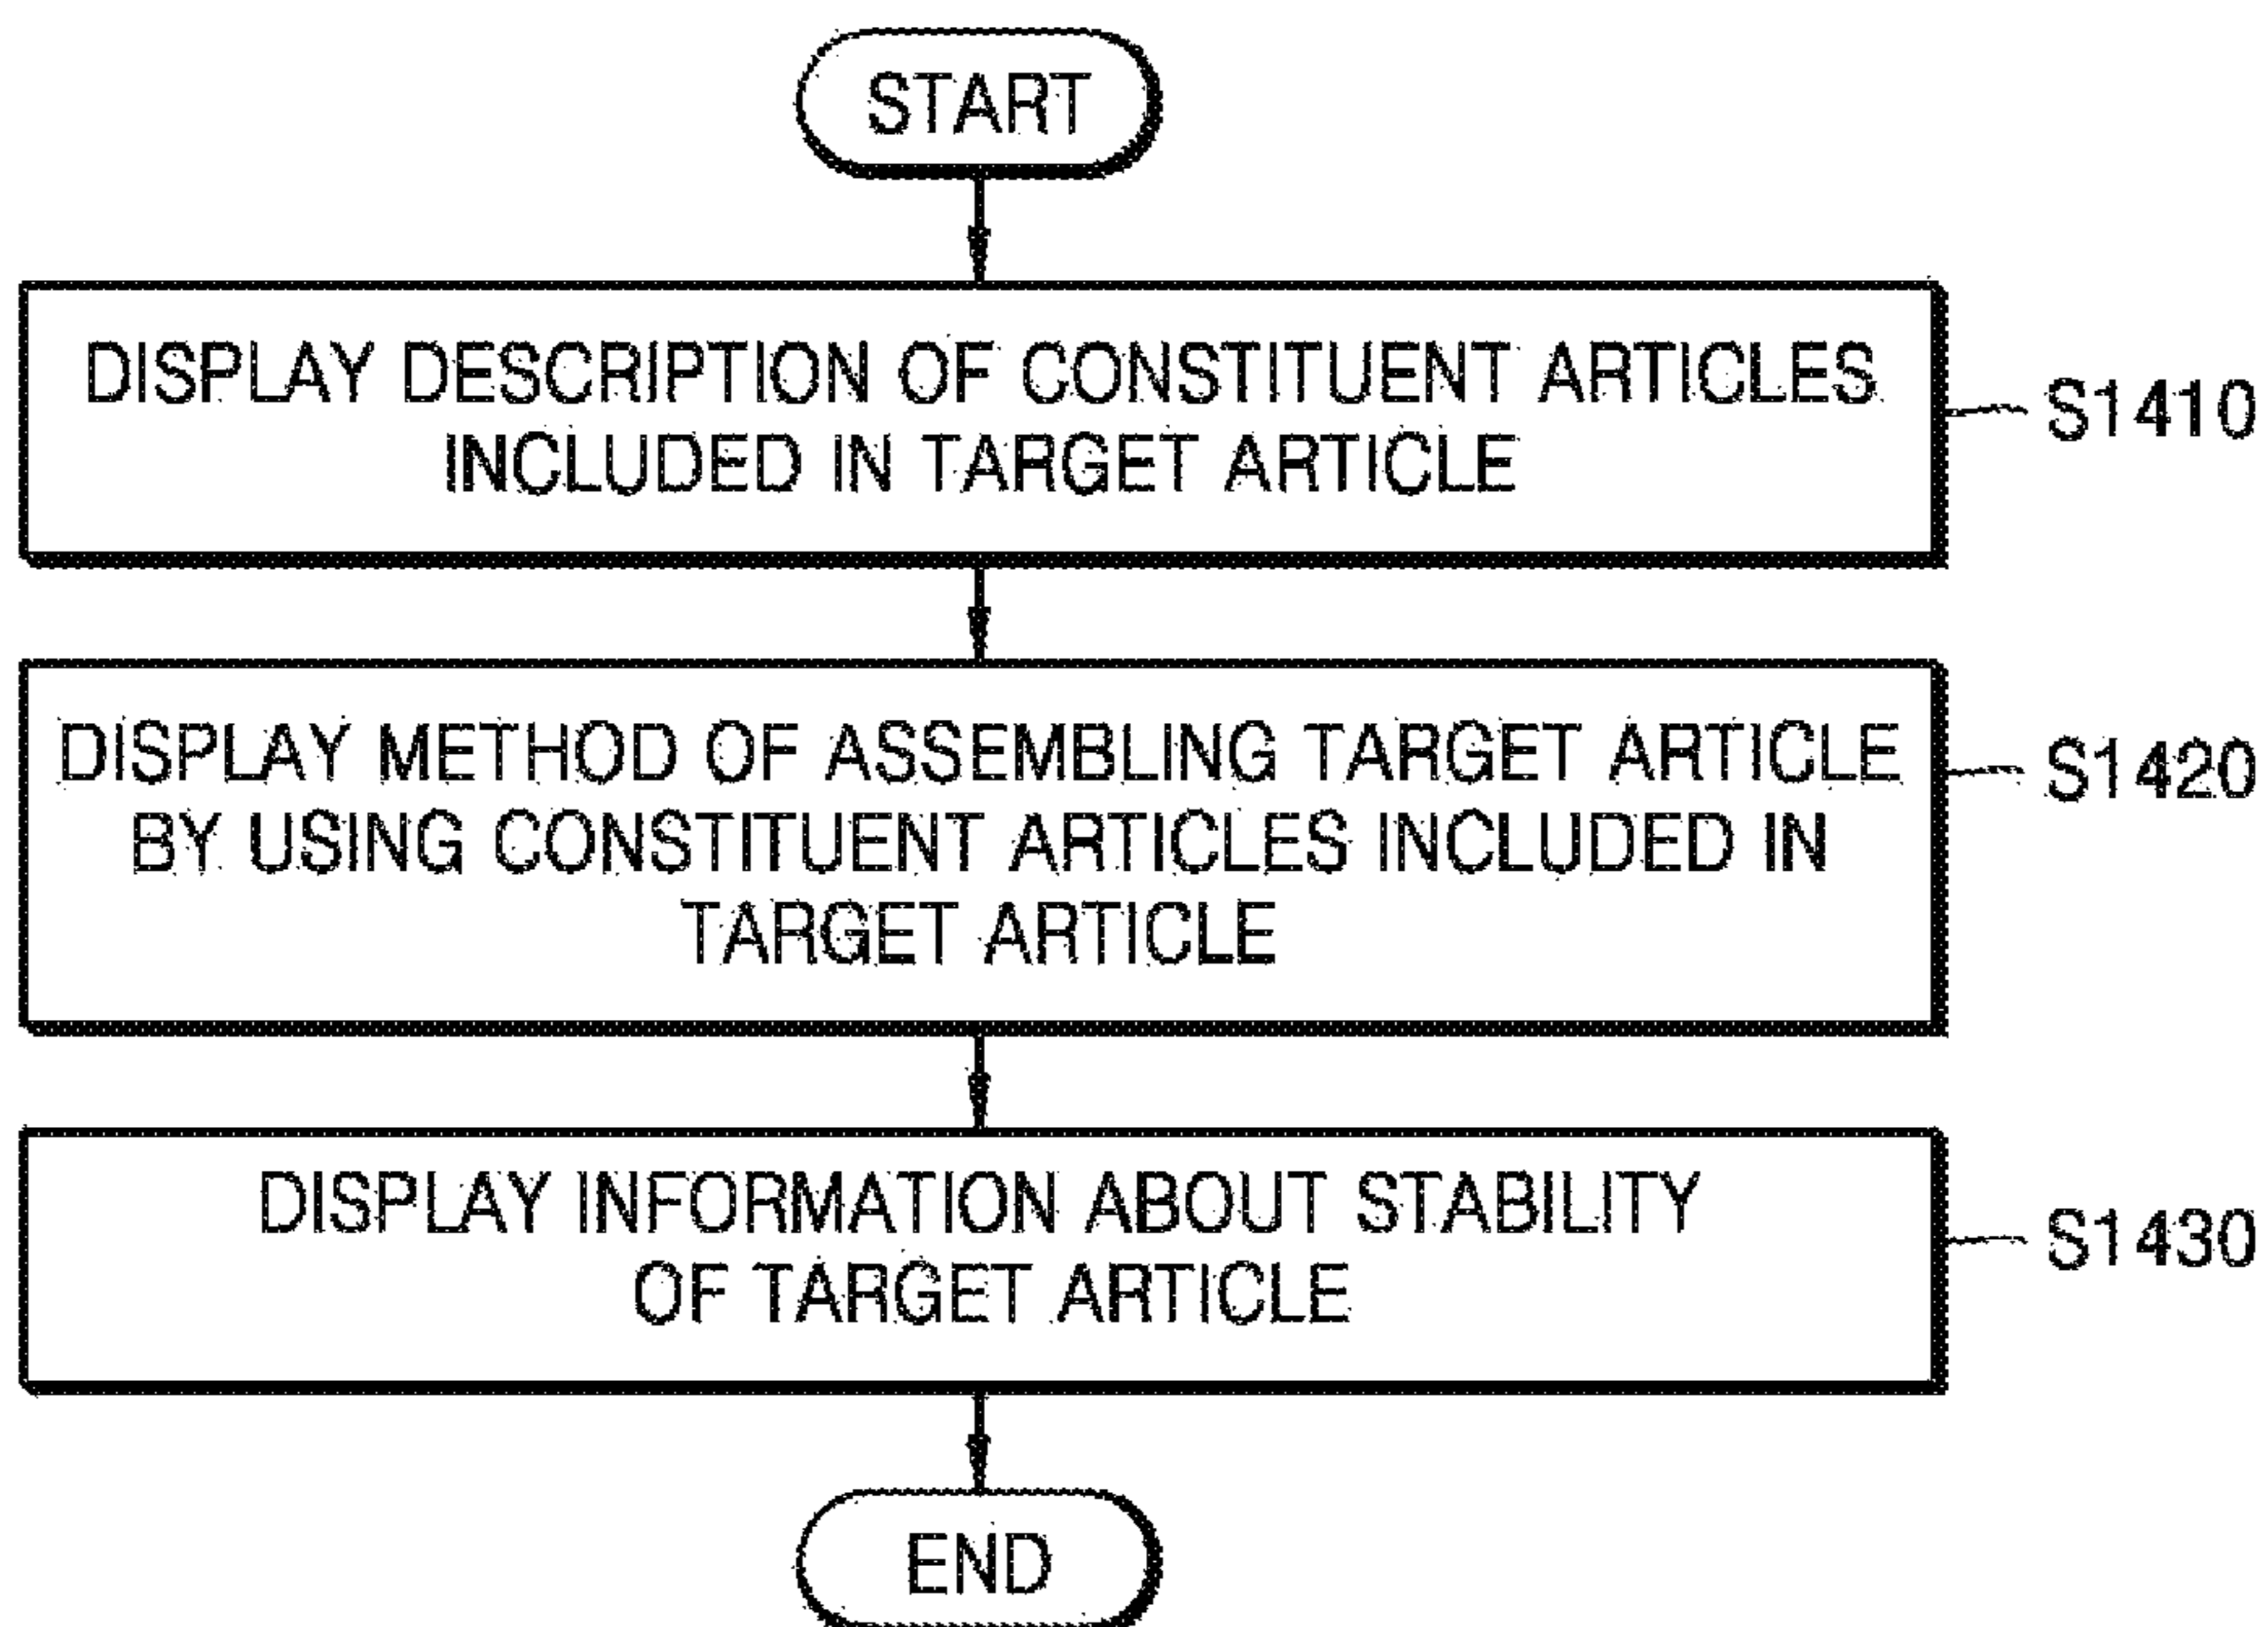 START
DISPLAY DESCRIPTION OF CONSTITUENT ARTICLES
INCLUDED IN TARGET ARTICLE
S1410
DISPLAY METHOD OF ASSEMBLING TARGET ARTICLE
BY USING CONSTITUENT ARTICLES INCLUDED IN
TARGET ARTICLE
S1420
DISPLAY INFORMATION ABOUT STABILITY
OF TARGET ARTICLE
S1430
END